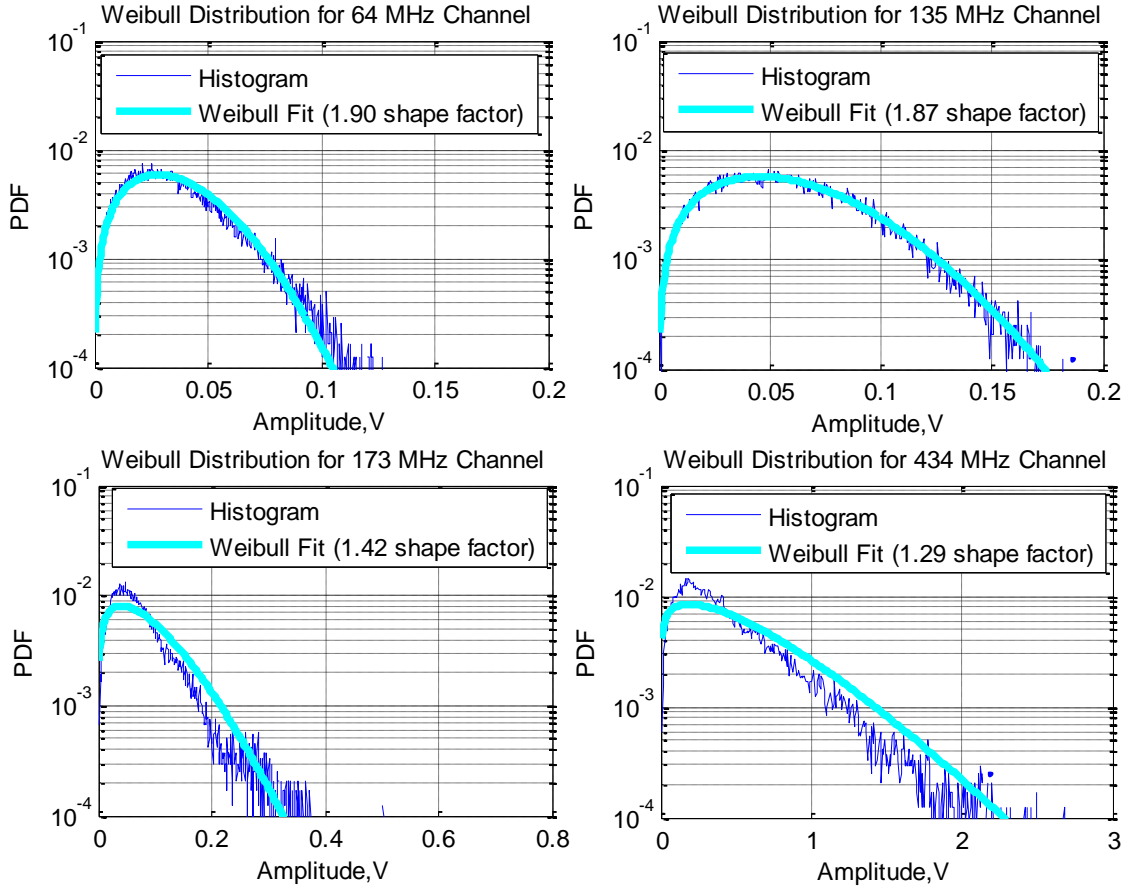 Weibull Distribution for 64 MHz Channel
10^-1
10^-2
10^-3
10^-4
PDF
Histogram
Weibull Fit (1.90 shape factor)
0 0.05 0.1 0.15 0.2
Amplitude,V
Weibull Distribution for 135 MHz Channel
10^-1
10^-2
10^-3
10^-4
PDF
Histogram
Weibull Fit (1.87 shape factor)
0 0.05 0.1 0.15 0.2
Amplitude,V
Weibull Distribution for 173 MHz Channel
10^-1
10^-2
10^-3
10^-4
PDF
Histogram
Weibull Fit (1.42 shape factor)
0 0.2 0.4 0.6 0.8
Amplitude,V
Weibull Distribution for 434 MHz Channel
10^-1
10^-2
10^-3
10^-4
PDF
Histogram
Weibull Fit (1.29 shape factor)
0 1 2 3
Amplitude,V